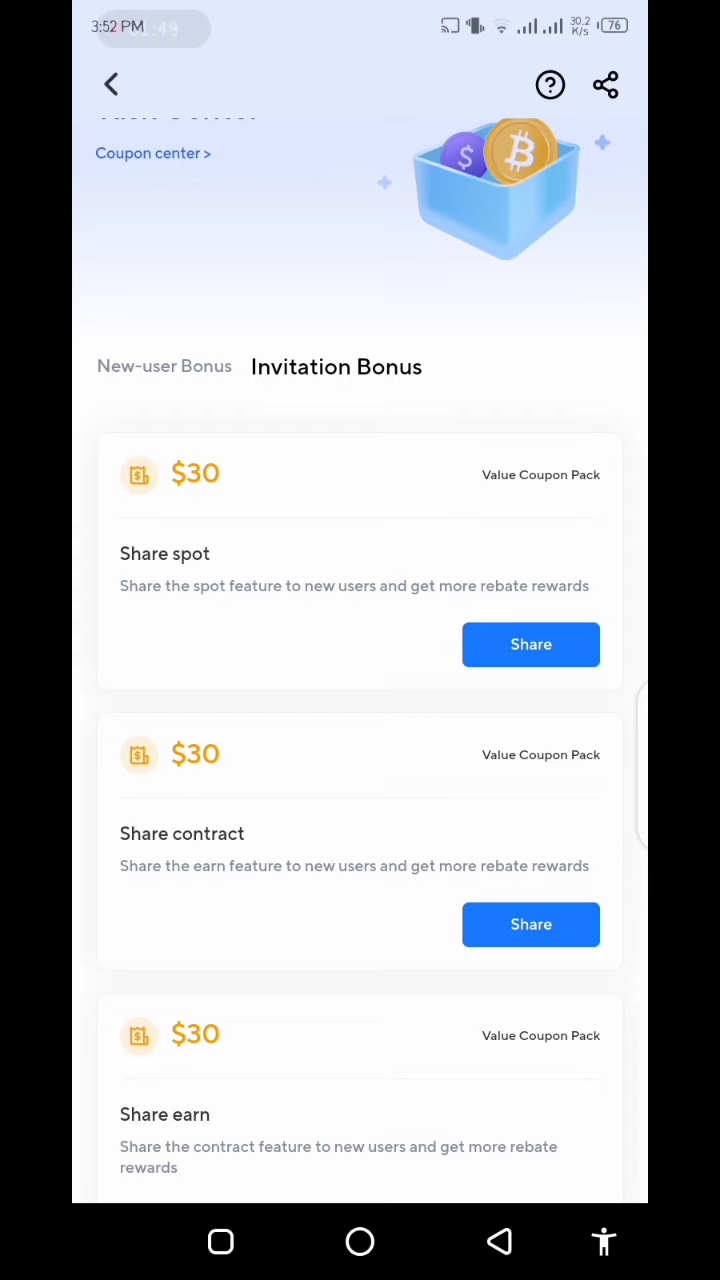 3:52 PM
30.2
K/s
76
Coupon center >
New-user Bonus Invitation Bonus
$30
Value Coupon Pack
Share spot
Share the spot feature to new users and get more rebate rewards
Share
$30
Value Coupon Pack
Share contract
Share the earn feature to new users and get more rebate rewards
Share
$30
Value Coupon Pack
Share earn
Share the contract feature to new users and get more rebate
rewards